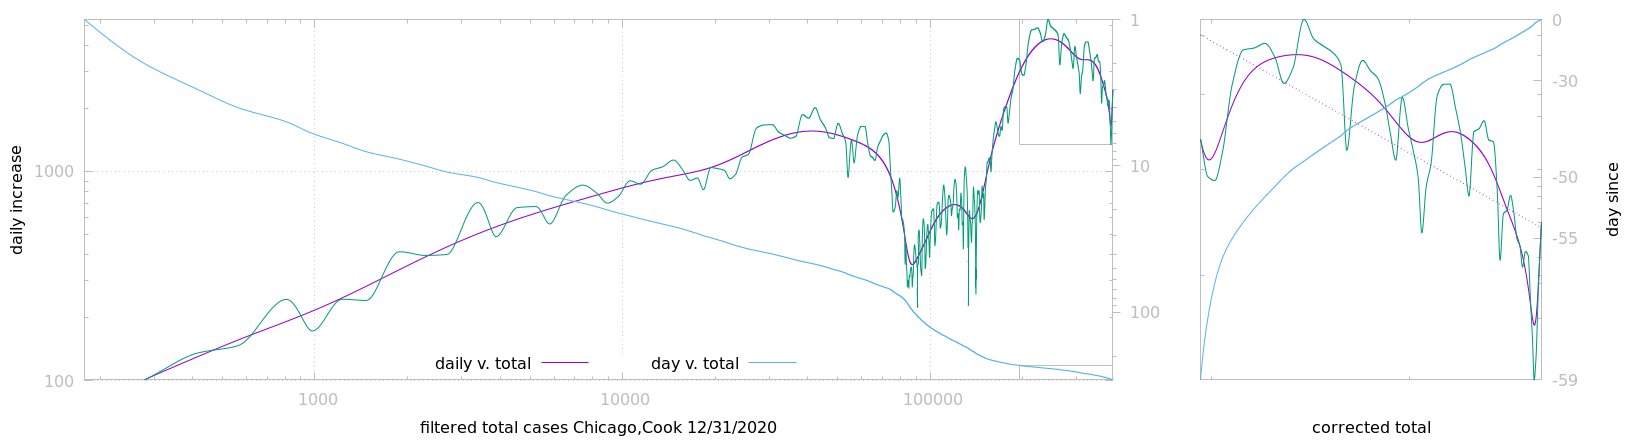 daily increase
1000
100
daily v. total
day v. total
1000
10000
100000
filtered total cases Chicago,Cook 12/31/2020
1
10
100
0
-30
-50
-55
-59
day since
corrected total